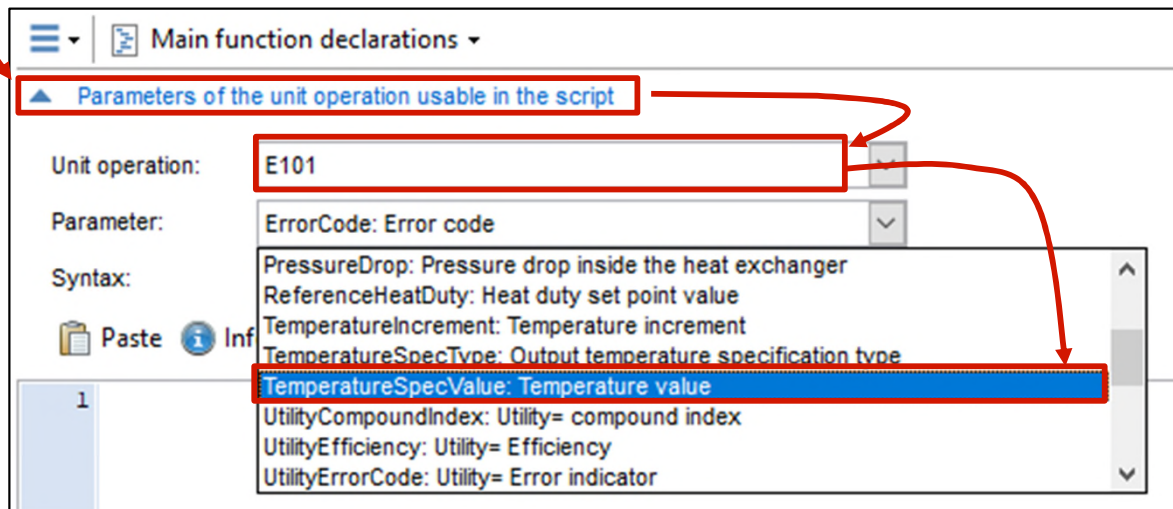 Main function declarations
Parameters of the unit operation usable in the script
Unit operation: E101
Parameter: ErrorCode: Error code
Syntax:
PressureDrop: Pressure drop inside the heat exchanger
ReferenceHeatDuty: Heat duty set point value
Paste Inf
TemperatureIncrement: Temperature increment
TemperatureSpecType: Output temperature specification type
1
TemperatureSpecValue: Temperature value
UtilityCompoundIndex: Utility= compound index
UtilityEfficiency: Utility= Efficiency
UtilityErrorCode: Utility= Error indicator